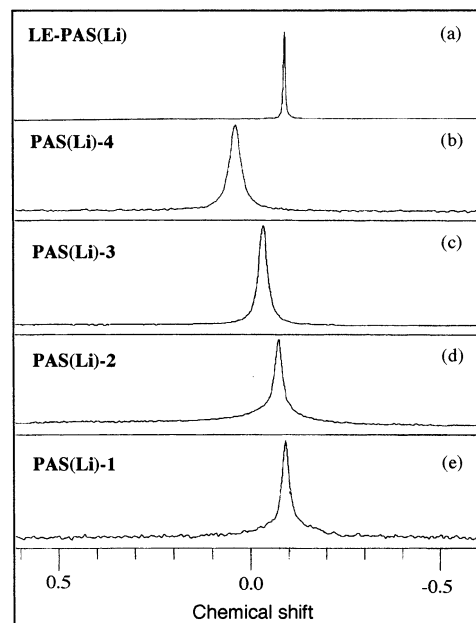 LE-PAS(Li) (a)
PAS(Li)-4 (b)
PAS(Li)-3 (c)
PAS(Li)-2 (d)
PAS(Li)-1 (e)
0.5 0.0 -0.5
Chemical shift